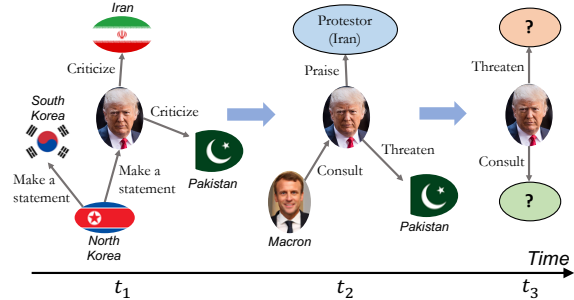 Iran
Criticize
South
Korea
Criticize
Make a
statement
Make a
statement
Pakistan
North
Korea
Protestor
(Iran)
Praise
Threaten
Consult
Macron
Pakistan
?
Threaten
Consult
?
Time
t1
t2
t3